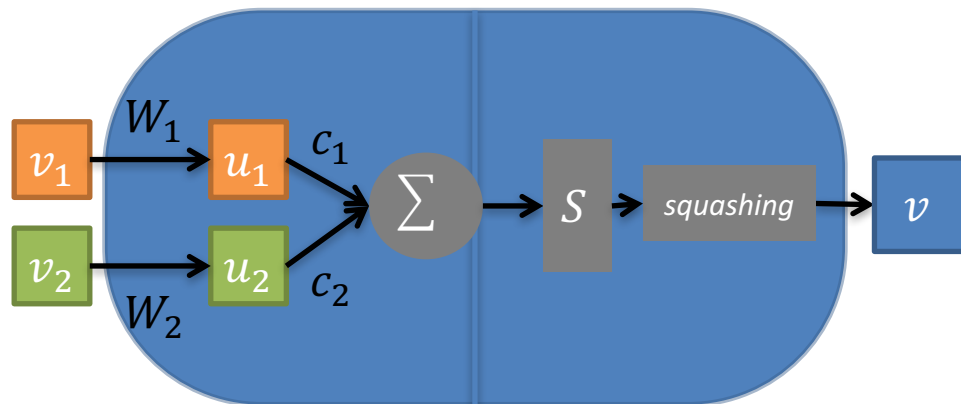 W₁
v₁
u₁
c₁
∑
S
squashing
v
v₂
u₂
c₂
W₂